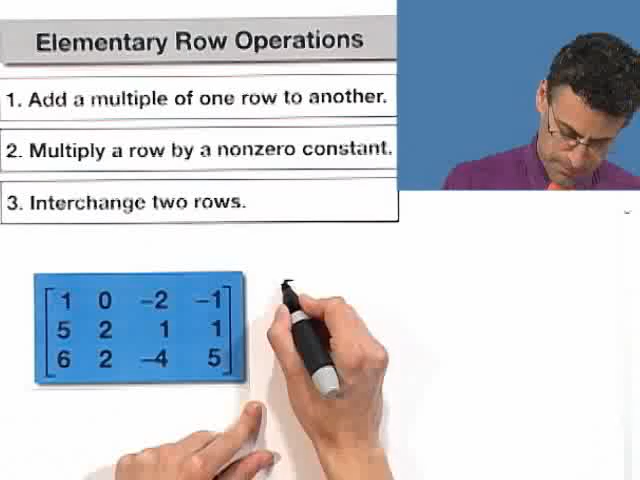 Elementary Row Operations
1. Add a multiple of one row to another.
2. Multiply a row by a nonzero constant.
3. Interchange two rows.
1 0 -2 -1
5 2 1 1
6 2 -4 5